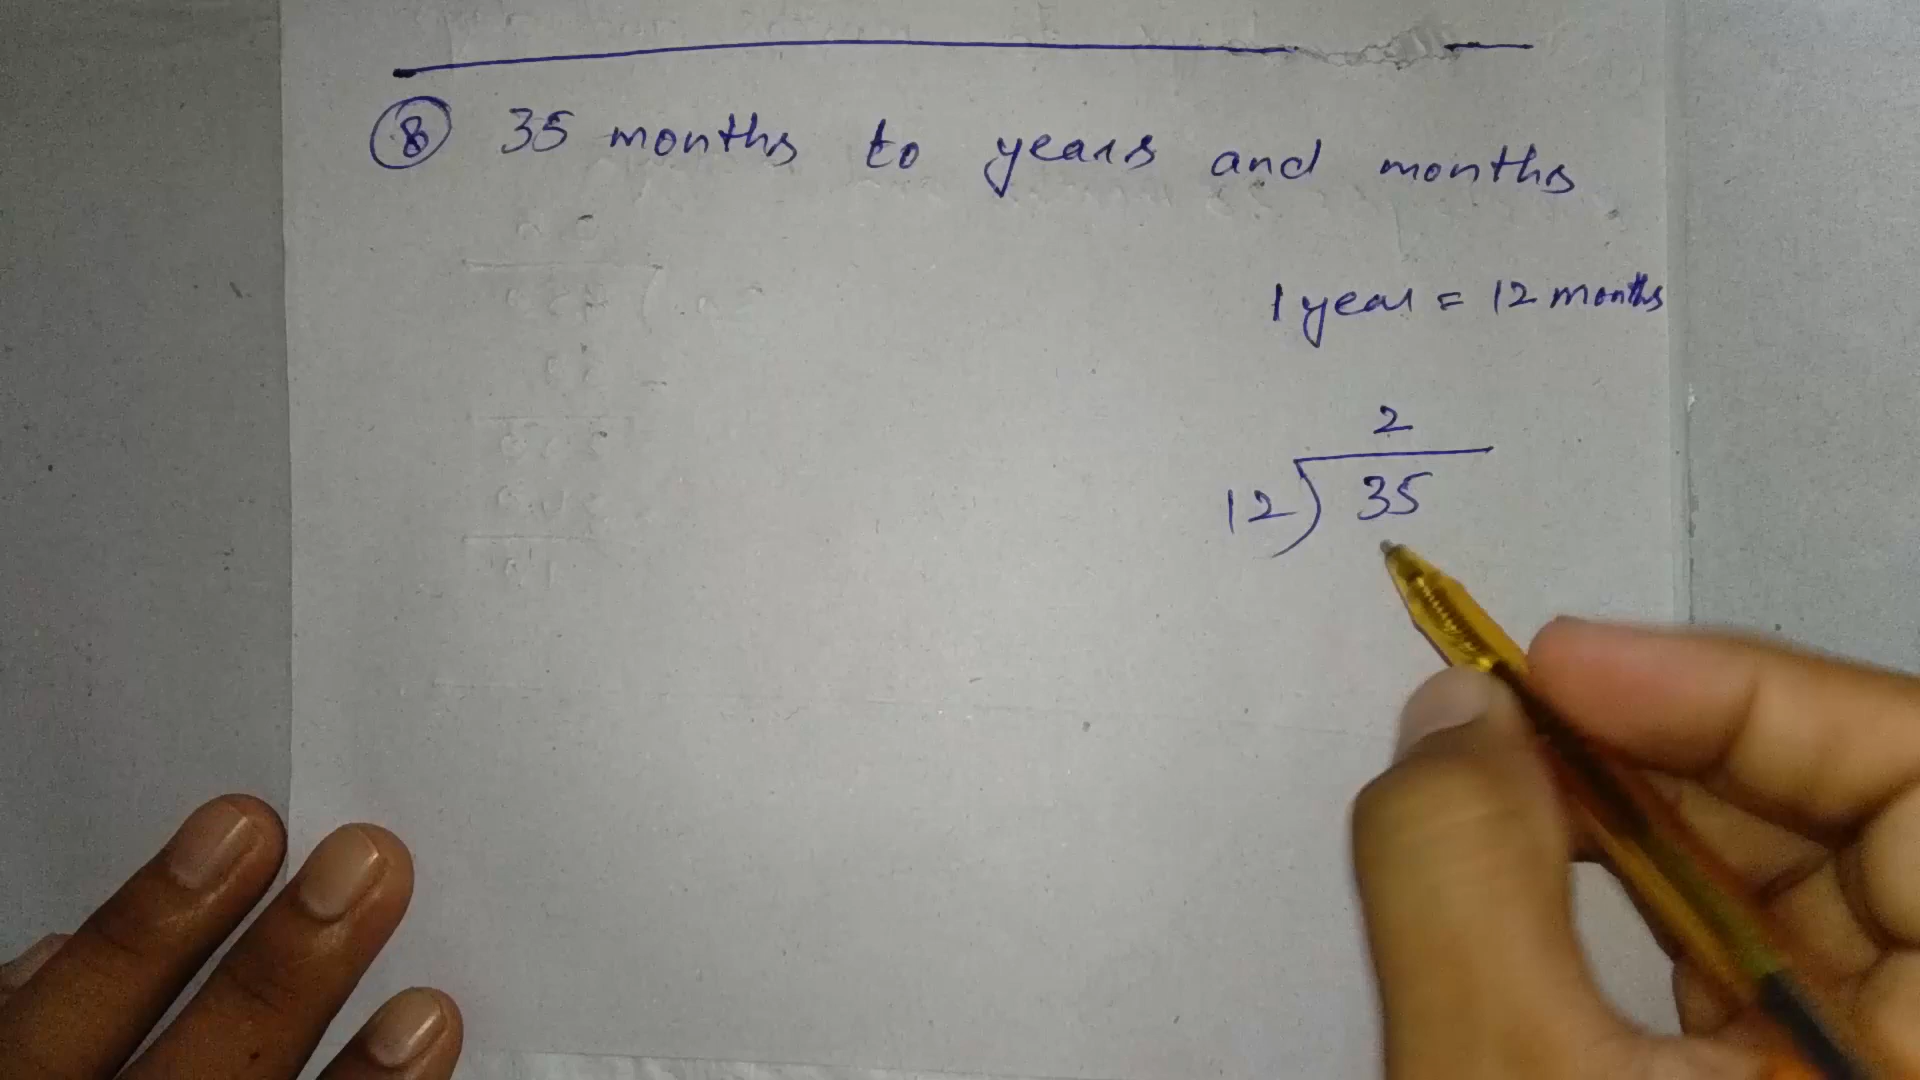 8 35 months to years and months
1 year = 12 months
2
12) 35